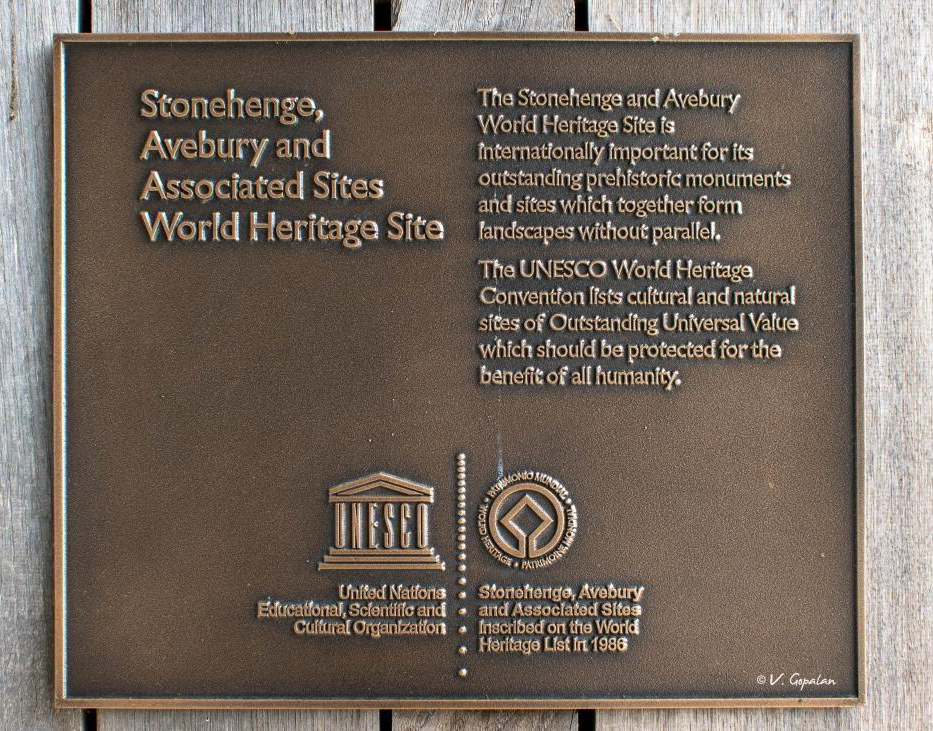 Stonehenge,
Avebury and
Associated Sites
World Heritage Site
The Stonehenge and Avebury
World Heritage Site is
internationally important for its
outstanding prehistoric monuments
and sites which together form
landscapes without parallel.
The UNESCO World Heritage
Convention lists cultural and natural
sites of Outstanding Universal Value
which should be protected for the
benefit of all humanity.
UNESCO
United Nations
Educational, Scientific and
Cultural Organization
PATRIMONIO MUNDIAL
WORLD HERITAGE
PATRIMOINE MONDIAL
Stonehenge, Avebury
and Associated Sites
inscribed on the World
Heritage List in 1986
© V. Gopalan